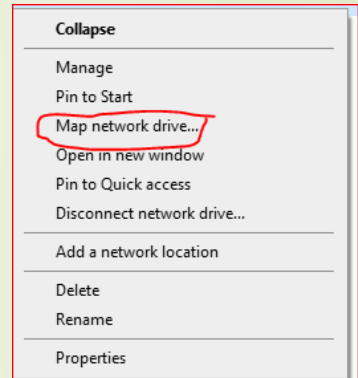 Collapse
Manage
Pin to Start
Map network drive...
Open in new window
Pin to Quick access
Disconnect network drive...
Add a network location
Delete
Rename
Properties